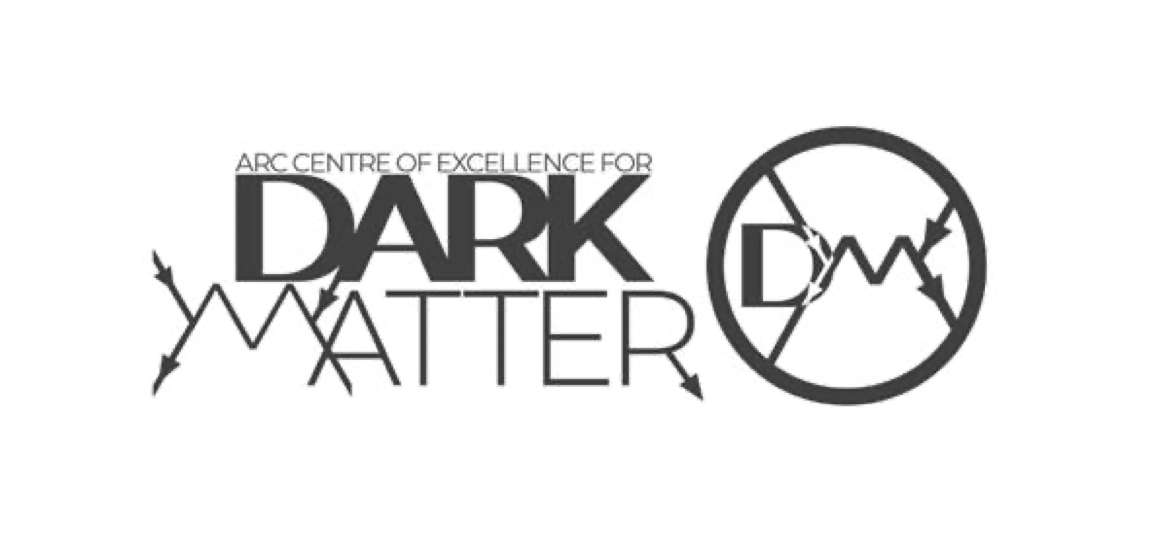 ARC CENTRE OF EXCELLENCE FOR
DARK
MATTER
DM